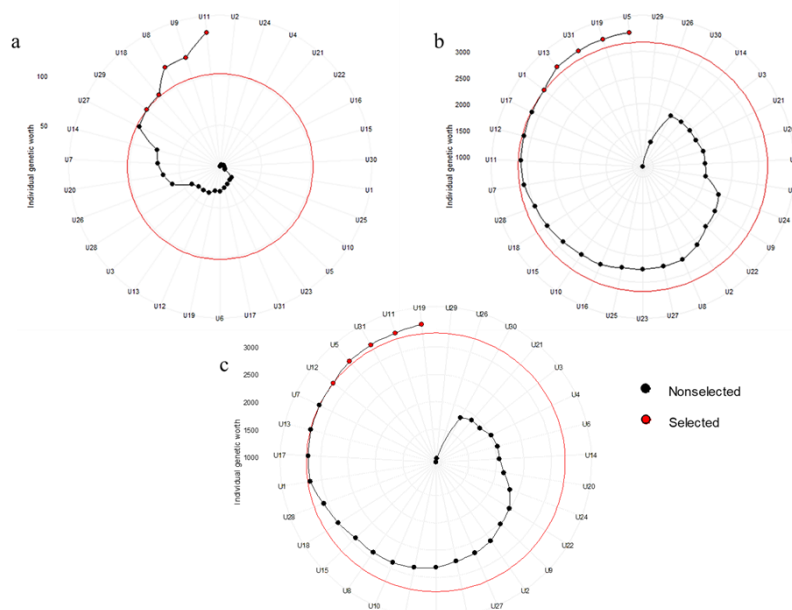 a
U11
U2
U24
U4
U21
U22
U16
U15
U30
U1
U25
U10
U5
U23
U31
U17
U6
U19
U12
U13
U3
U28
U26
U20
U7
U14
U27
U29
U18
U8
U9
100
50
Individual genetic worth
b
U5
U29
U26
U30
U14
U3
U21
U24
U9
U22
U2
U8
U27
U23
U25
U16
U10
U15
U18
U28
U7
U11
U12
U17
U1
U13
U31
U19
3000
2500
2000
1500
1000
Individual genetic worth
c
U19
U29
U26
U30
U21
U3
U4
U6
U14
U20
U24
U22
U9
U2
U27
U10
U8
U15
U18
U28
U1
U17
U13
U7
U12
U5
U31
U11
3000
2500
2000
1500
1000
Individual genetic worth
Nonselected
Selected